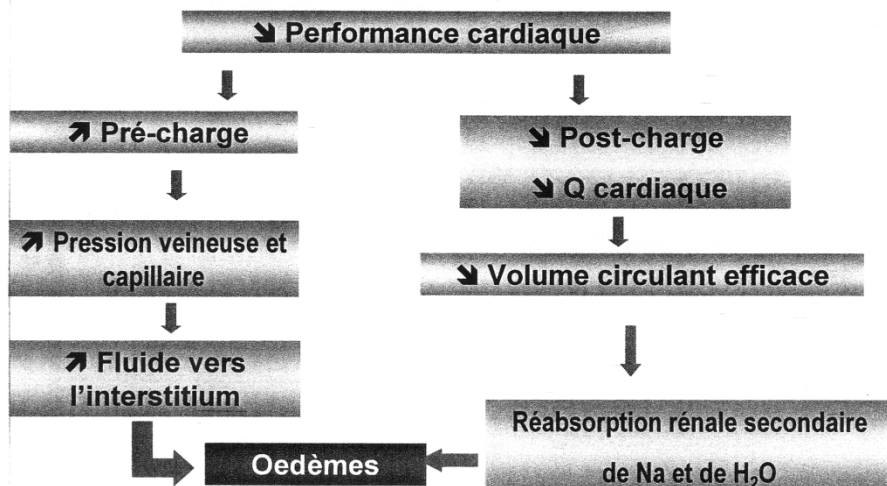 ↘ Performance cardiaque
↗ Pré-charge
↘ Post-charge
↘ Q cardiaque
↗ Pression veineuse et
capillaire
↘ Volume circulant efficace
↗ Fluide vers
l'interstitium
Réabsorption rénale secondaire
de Na et de H₂O
Oedèmes